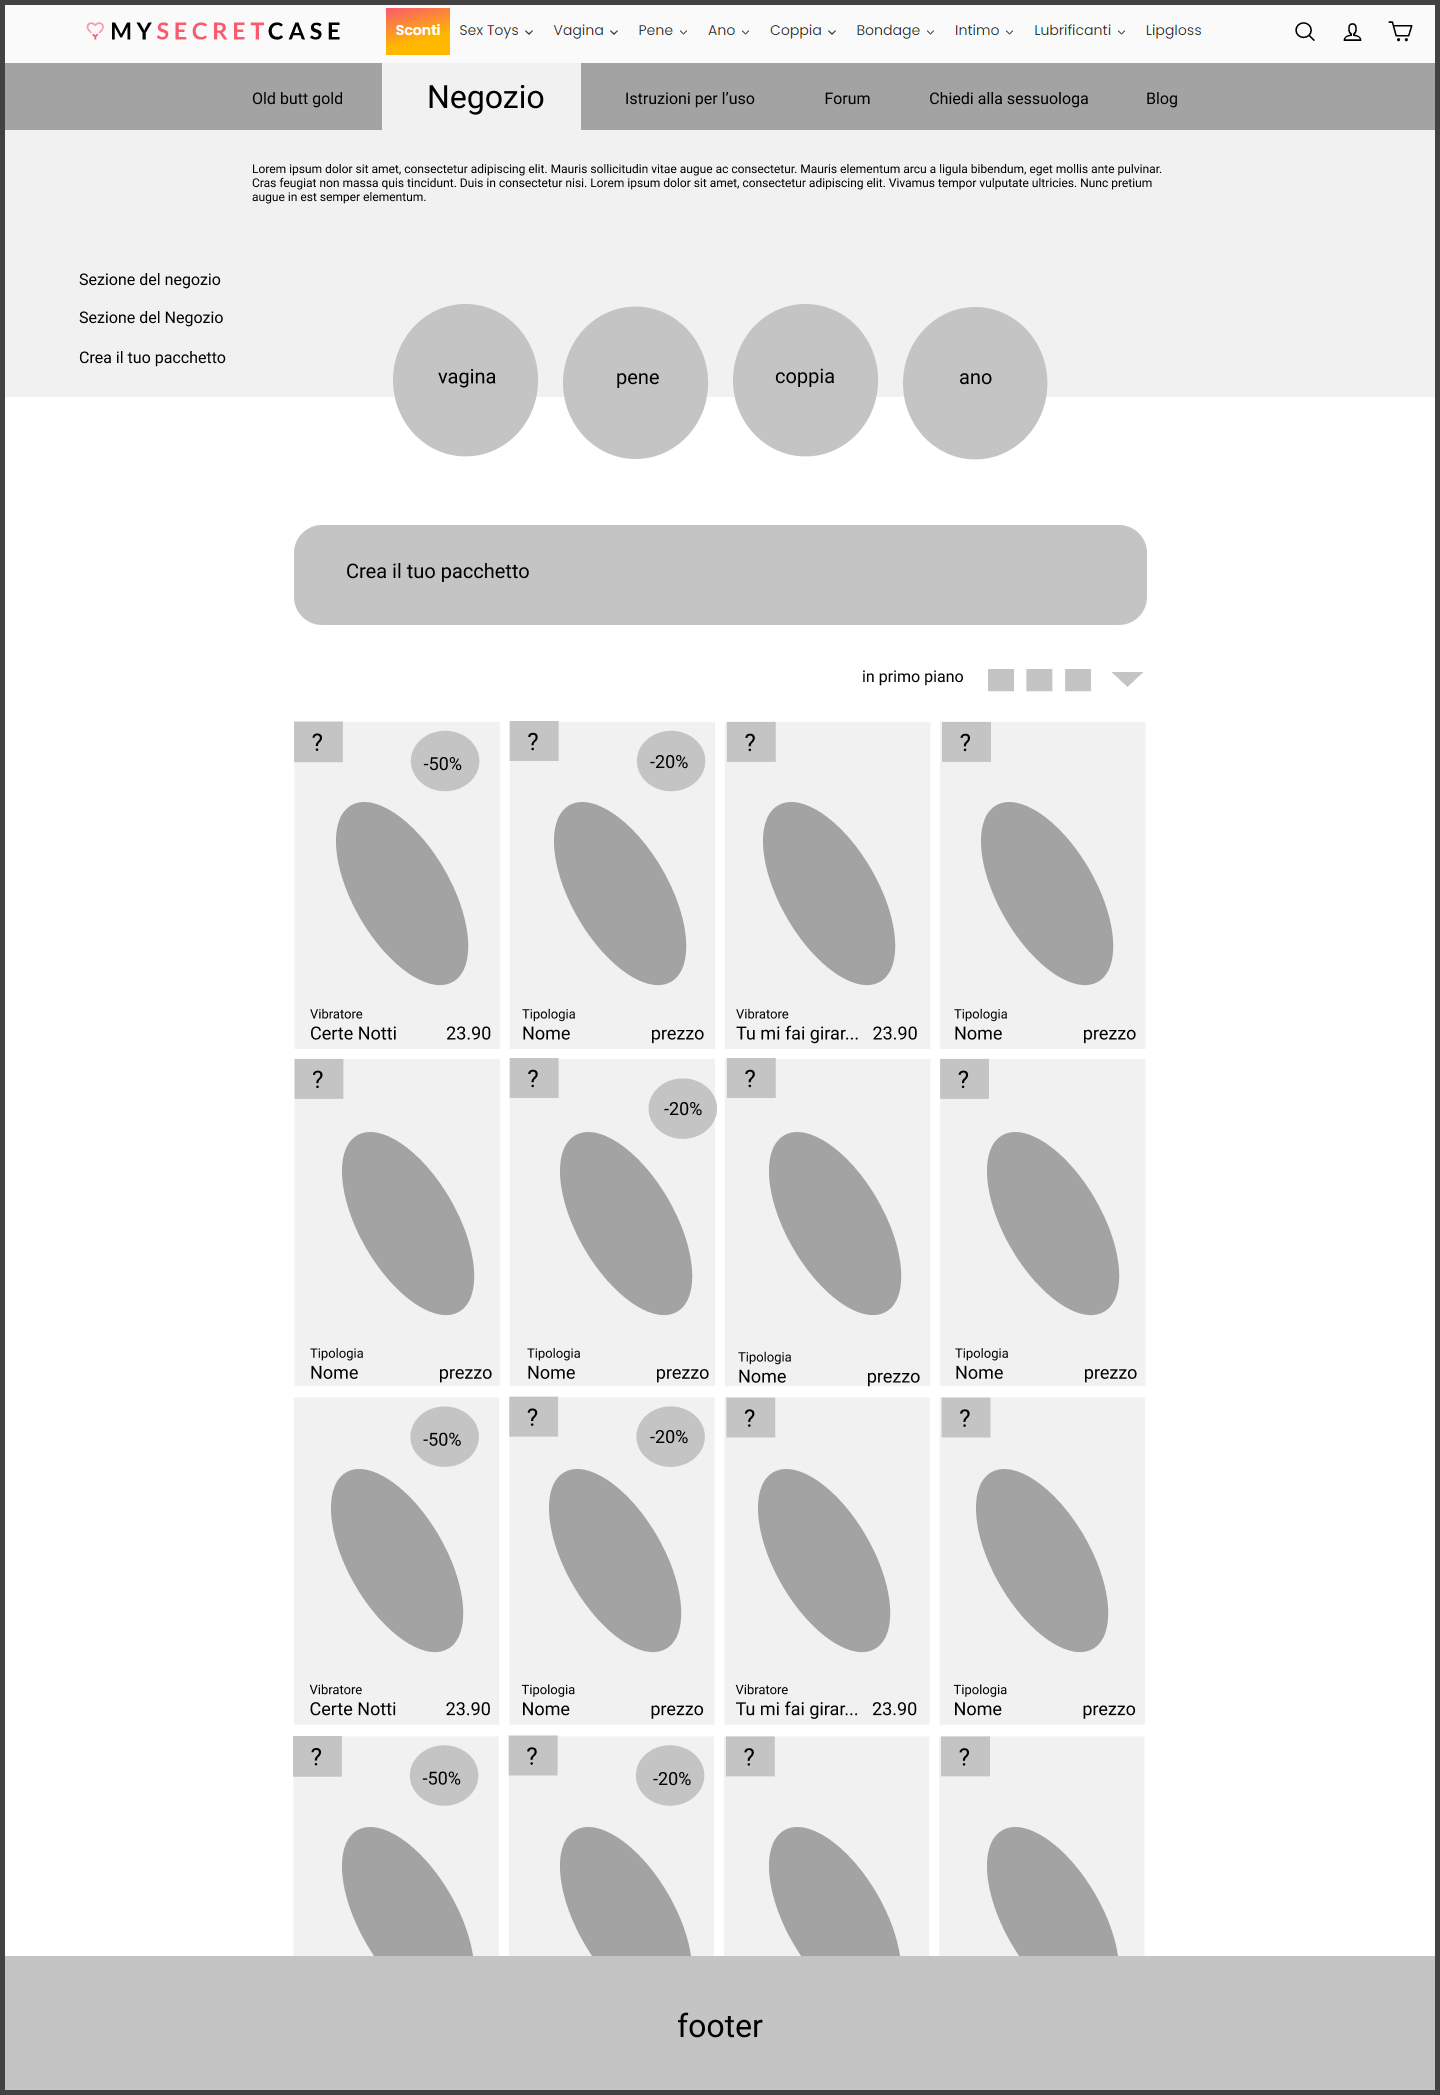 MYSECRETCASE
Sconti Sex Toys Vagina Pene Ano Coppia Bondage Intimo Lubrificanti Lipgloss
Old butt gold Negozio Istruzioni per l'uso Forum Chiedi alla sessuologa Blog
Lorem ipsum dolor sit amet, consectetur adipiscing elit. Mauris sollicitudin vitae augue ac consectetur. Mauris elementum arcu a ligula bibendum, eget mollis ante pulvinar.
Cras feugiat non massa quis tincidunt. Duis in consectetur nisi. Lorem ipsum dolor sit amet, consectetur adipiscing elit. Vivamus tempor vulputate ultricies. Nunc pretium
augue in est semper elementum.
Sezione del negozio
Sezione del Negozio
Crea il tuo pacchetto
vagina pene coppia ano
Crea il tuo pacchetto
in primo piano
? -50% ? -20% ? ?
Vibratore Tipologia Vibratore Tipologia
Certe Notti 23.90 Nome prezzo Tu mi fai girar... 23.90 Nome prezzo
? ? -20% ? ?
Tipologia Tipologia Tipologia Tipologia
Nome prezzo Nome prezzo Nome prezzo Nome prezzo
-50% ? -20% ? ?
Vibratore Tipologia Vibratore Tipologia
Certe Notti 23.90 Nome prezzo Tu mi fai girar... 23.90 Nome prezzo
? -50% ? -20% ? ?
footer